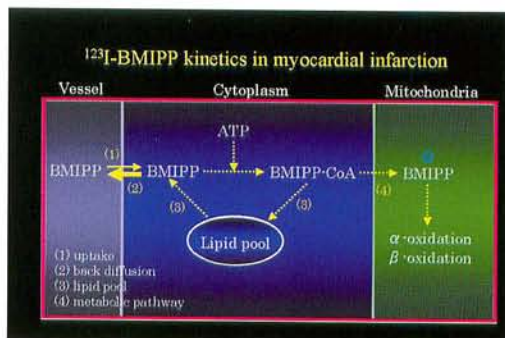 ¹²³I-BMIPP kinetics in myocardial infarction
Vessel Cytoplasm Mitochondria
ATP
BMIPP (1) (2) BMIPP BMIPP·CoA (4) BMIPP
(3) (3)
Lipid pool
α·oxidation
β·oxidation
(1) uptake
(2) back diffusion
(3) lipid pool
(4) metabolic pathway